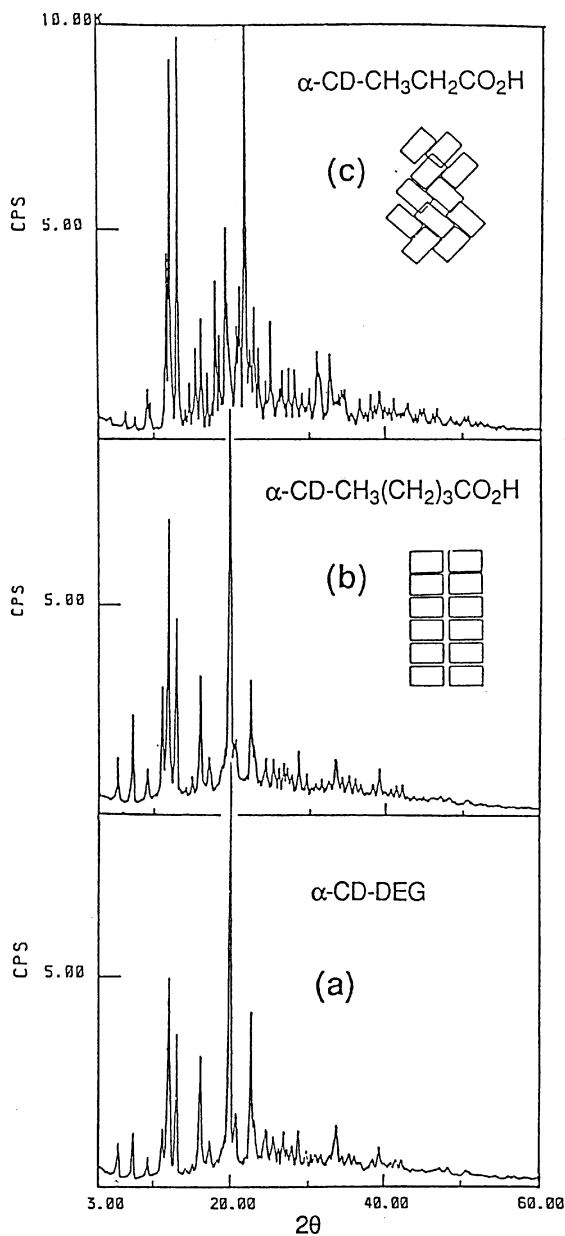 10.00K
α-CD-CH₃CH₂CO₂H
(c)
CPS
5.00
α-CD-CH₃(CH₂)₃CO₂H
(b)
CPS
5.00
α-CD-DEG
(a)
CPS
5.00
3.00 20.00 40.00 60.00
2θ